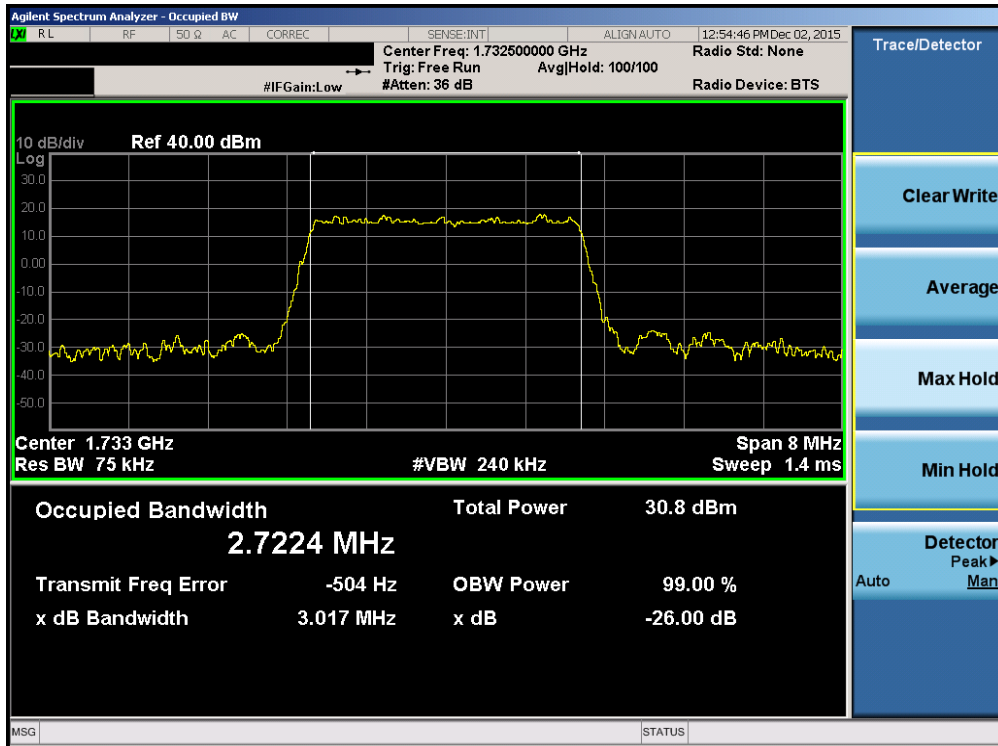 Agilent Spectrum Analyzer - Occupied BW
LXI RL RF 50 Ω AC CORREC SENSE:INT ALIGN AUTO 12:54:46 PM Dec 02, 2015
Center Freq: 1.732500000 GHz Radio Std: None
Trig: Free Run Avg|Hold: 100/100
#IFGain:Low #Atten: 36 dB Radio Device: BTS
Trace/Detector
10 dB/div Ref 40.00 dBm
Log
30.0
20.0
10.0
0.00
-10.0
-20.0
-30.0
-40.0
-50.0
Center 1.733 GHz Span 8 MHz
Res BW 75 kHz #VBW 240 kHz Sweep 1.4 ms
Occupied Bandwidth Total Power 30.8 dBm
2.7224 MHz
Transmit Freq Error -504 Hz OBW Power 99.00 %
x dB Bandwidth 3.017 MHz x dB -26.00 dB
Clear Write
Average
Max Hold
Min Hold
Detector
Peak▶
Auto Man
MSG STATUS